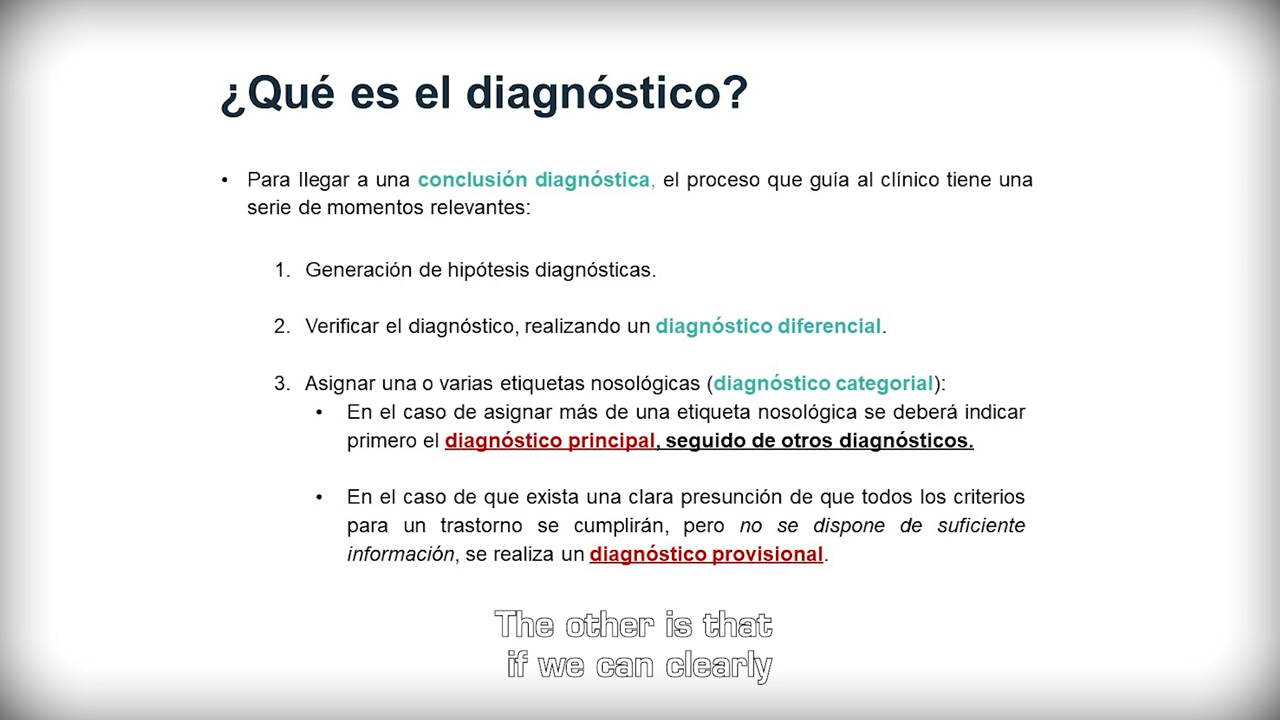 ¿Qué es el diagnóstico?
• Para llegar a una conclusión diagnóstica, el proceso que guía al clínico tiene una
serie de momentos relevantes:
1. Generación de hipótesis diagnósticas.
2. Verificar el diagnóstico, realizando un diagnóstico diferencial.
3. Asignar una o varias etiquetas nosológicas (diagnóstico categorial):
• En el caso de asignar más de una etiqueta nosológica se deberá indicar
primero el diagnóstico principal, seguido de otros diagnósticos.
• En el caso de que exista una clara presunción de que todos los criterios
para un trastorno se cumplirán, pero no se dispone de suficiente
información, se realiza un diagnóstico provisional.
The other is that
if we can clearly